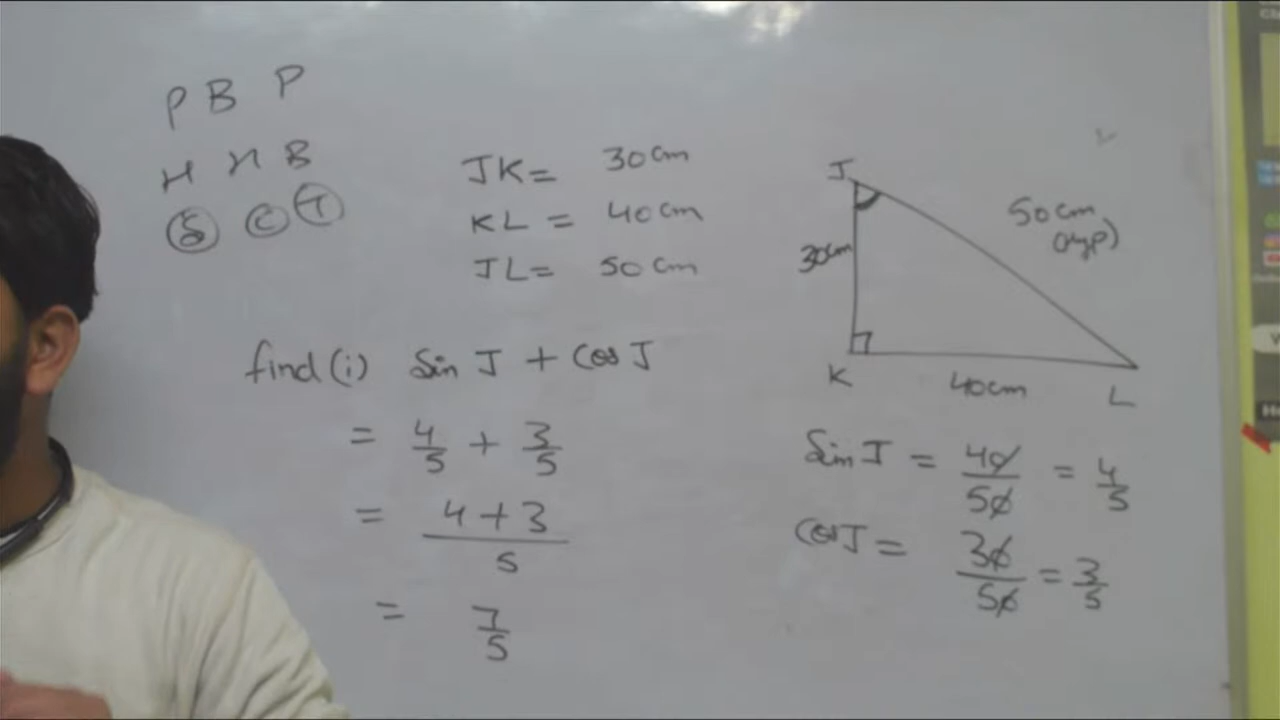 P B P
H H B
S C T
JK = 30cm
KL = 40cm
JL = 50cm
find (i) Sin J + Cos J
= 4/5 + 3/5
= 4+3/5
= 7/5
J
50cm
(hyp)
30cm
K
40cm
L
Sin J = 40/50 = 4/5
Cos J = 30/50 = 3/5